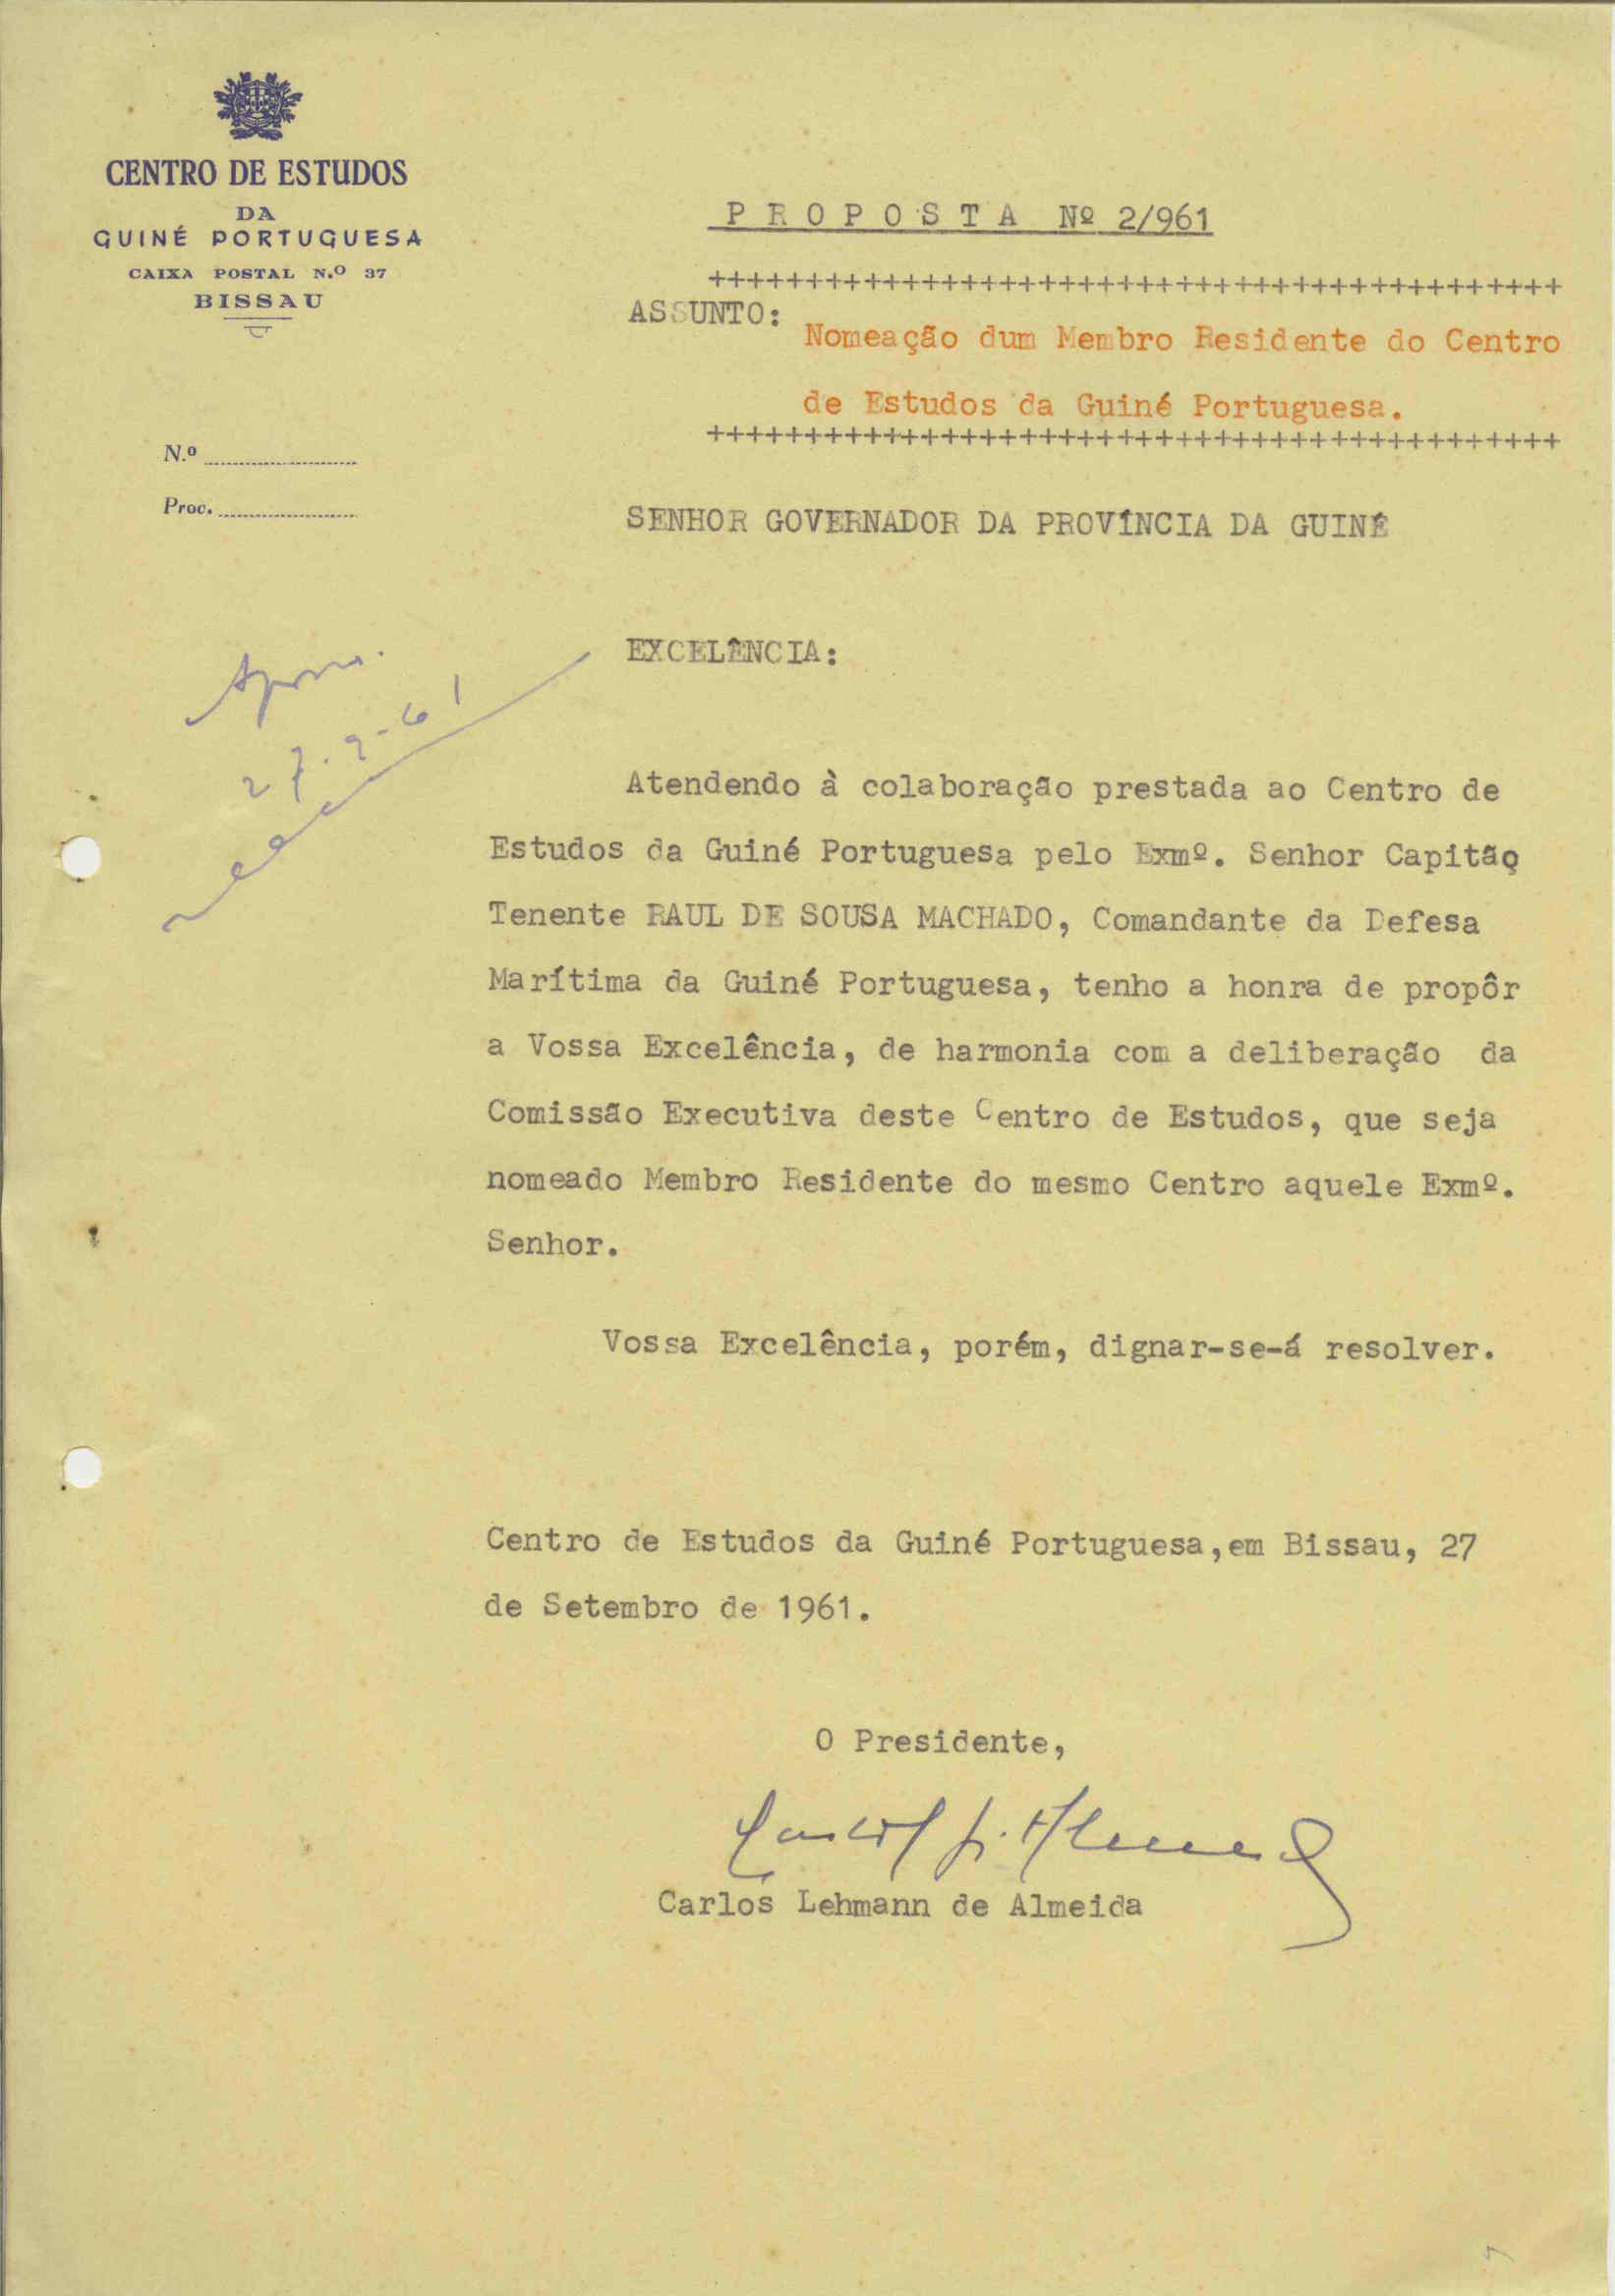 CENTRO DE ESTUDOS
DA
GUINÉ PORTUGUESA
CAIXA POSTAL N.º 37
BISSAU
P R O P O S T A Nº 2/961
++++++++++++++++++++++++++++++++++++++++++++
ASSUNTO:
Nomeação dum Membro Residente do Centro
de Estudos da Guiné Portuguesa.
++++++++++++++++++++++++++++++++++++++++++++
N.º
Proc.
SENHOR GOVERNADOR DA PROVÍNCIA DA GUINÉ
EXCELÊNCIA:
27-9-61
Atendendo à colaboração prestada ao Centro de
Estudos da Guiné Portuguesa pelo Exmº. Senhor Capitão
Tenente RAUL DE SOUSA MACHADO, Comandante da Defesa
Marítima da Guiné Portuguesa, tenho a honra de propôr
a Vossa Excelência, de harmonia com a deliberação da
Comissão Executiva deste Centro de Estudos, que seja
nomeado Membro Residente do mesmo Centro aquele Exmº.
Senhor.
Vossa Excelência, porém, dignar-se-á resolver.
Centro de Estudos da Guiné Portuguesa,em Bissau, 27
de Setembro de 1961.
O Presidente,
Carlos Lehmann de Almeida